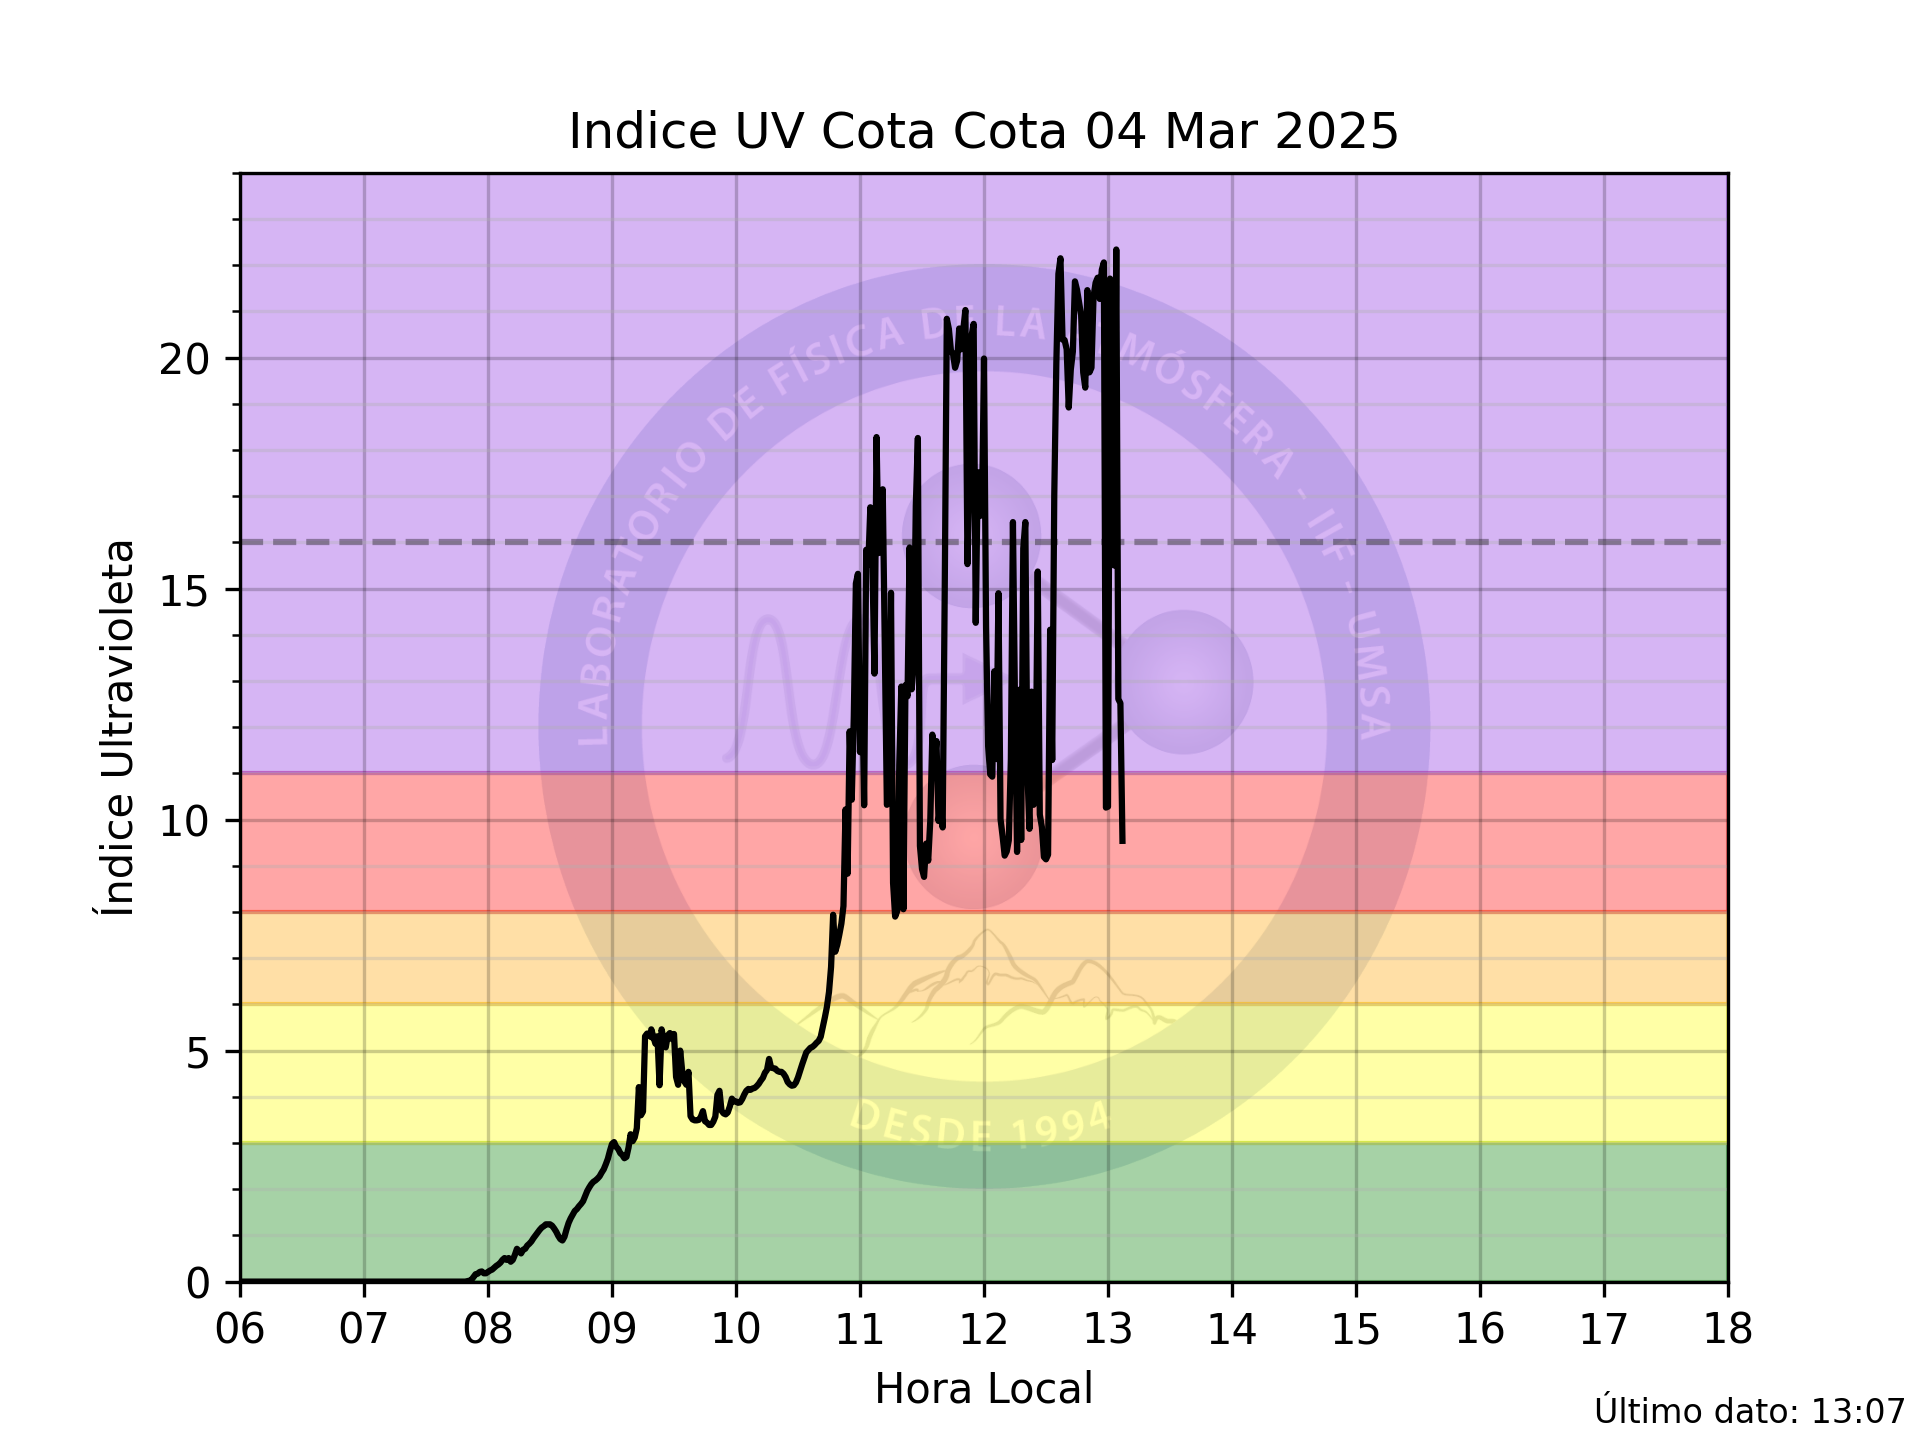 Indice UV Cota Cota 04 Mar 2025
Índice Ultravioleta
20
15
10
5
0
LABORATORIO DE FÍSICA DE LA MÓSFERA - IIF - UMSA
DESDE 1994
06 07 08 09 10 11 12 13 14 15 16 17 18
Hora Local
Último dato: 13:07